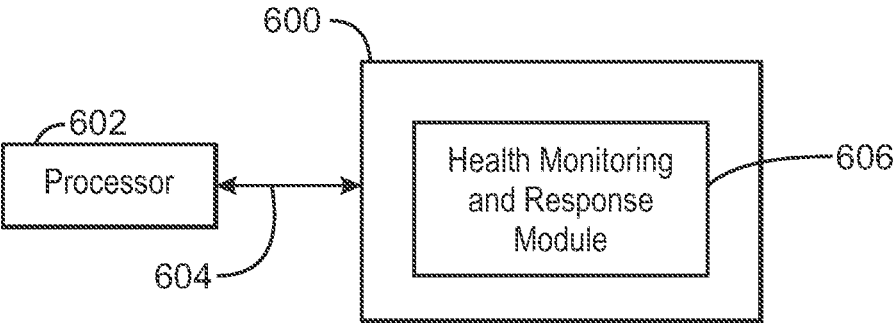 600
602
Processor
604
Health Monitoring
and Response
Module
606